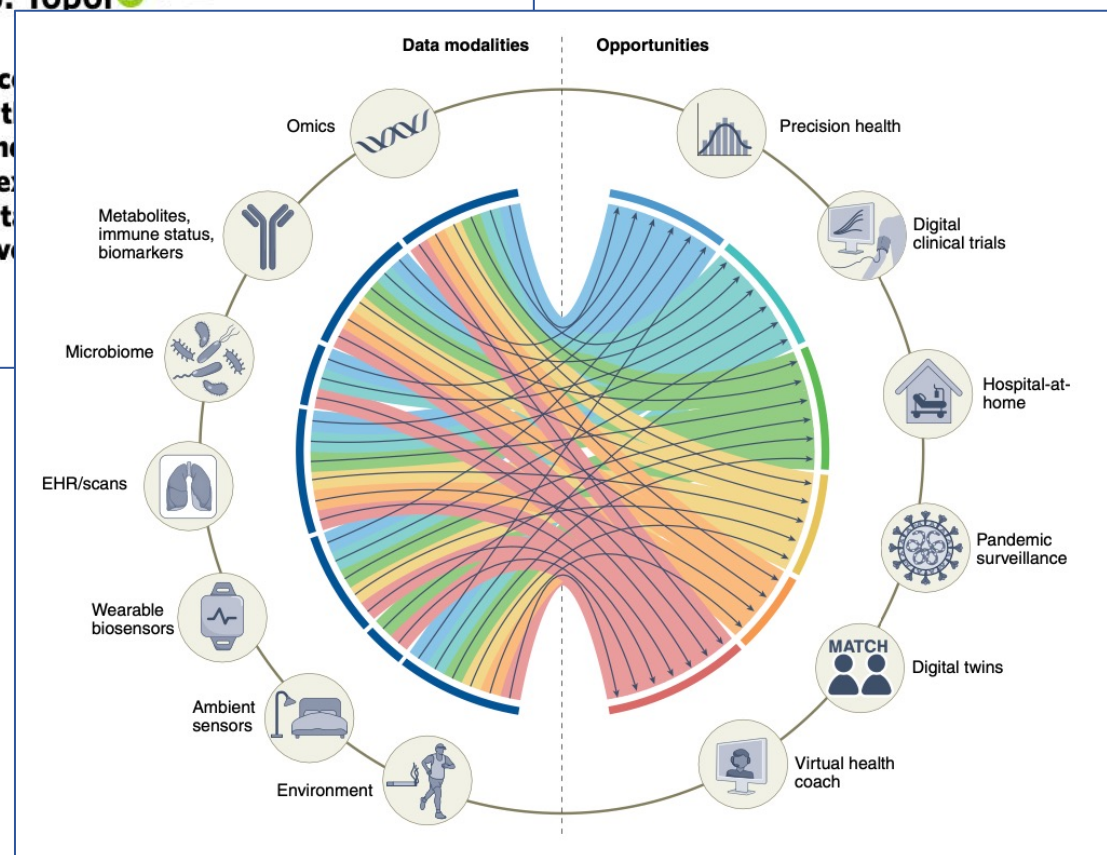 Topol
Data modalities
Opportunities
Omics
Precision health
Metabolites,
immune status,
biomarkers
Digital
clinical trials
Microbiome
Hospital-at-
home
EHR/scans
Pandemic
surveillance
Wearable
biosensors
MATCH
Digital twins
Ambient
sensors
Virtual health
coach
Environment